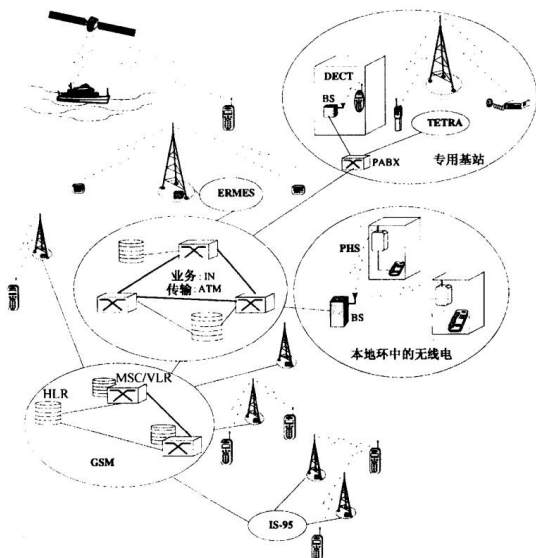 DECT
BS
TETRA
PABX
专用基站
ERMES
业务 : IN
传输 : ATM
PHS
BS
本地环中的无线电
MSC/VLR
HLR
GSM
IS-95